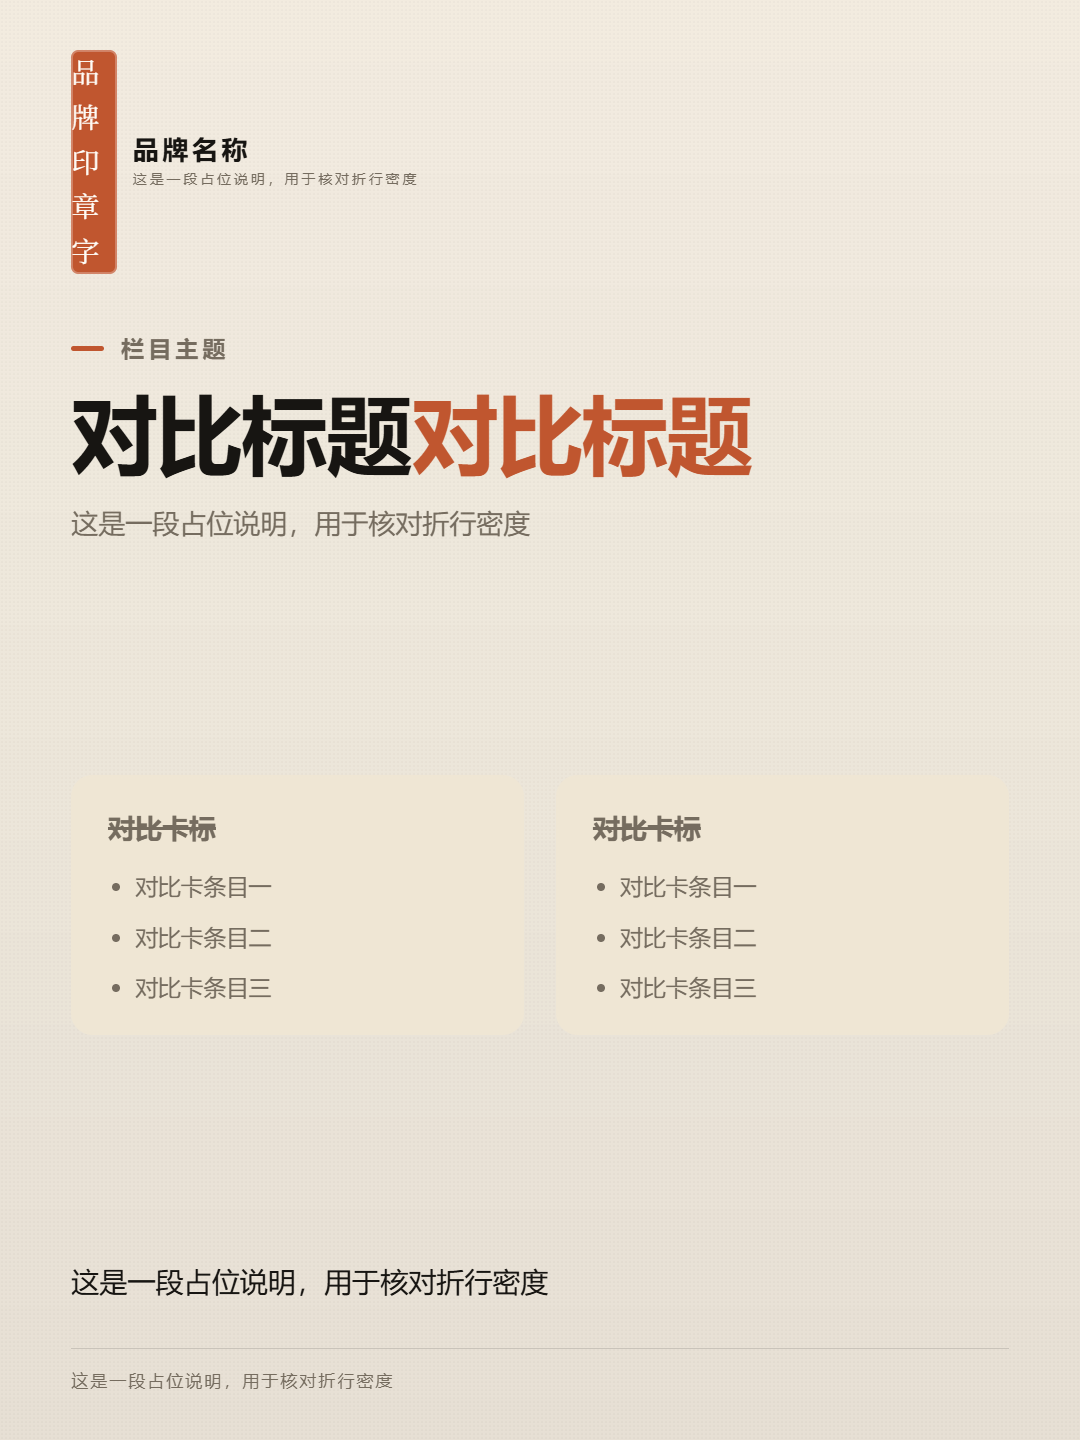 品牌印章字
品牌名称
这是一段占位说明，用于核对折行密度
栏目主题
对比标题对比标题
这是一段占位说明，用于核对折行密度
对比卡标
对比卡条目一
对比卡条目二
对比卡条目三
对比卡标
对比卡条目一
对比卡条目二
对比卡条目三
这是一段占位说明，用于核对折行密度
这是一段占位说明，用于核对折行密度